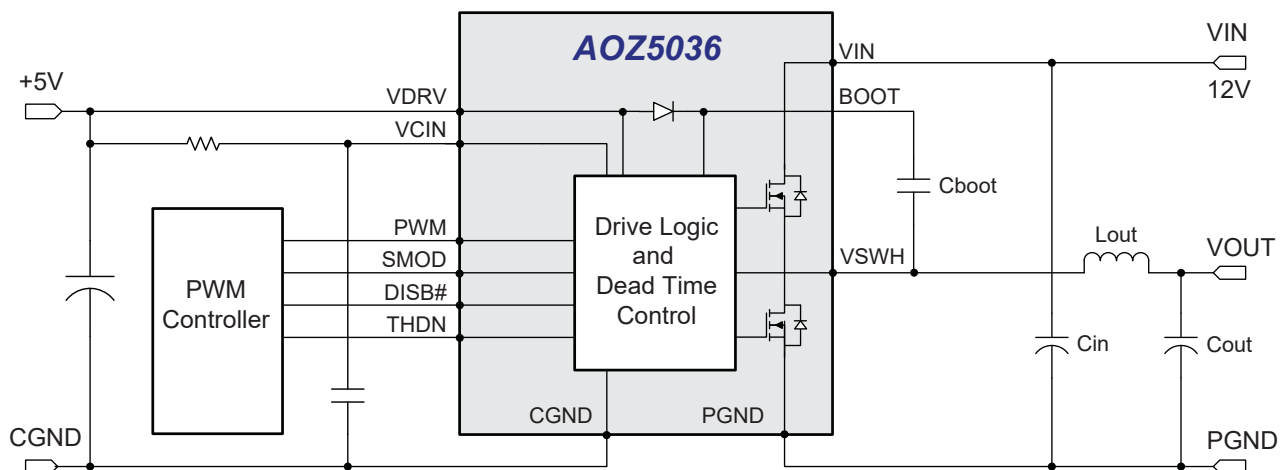 AOZ5036
VIN
VIN
+5V
12V
VDRV
BOOT
VCIN
Cboot
Drive Logic
and
Dead Time
Control
PWM
SMOD
DISB#
THDN
PWM
Controller
VSWH
Lout
VOUT
Cin
Cout
CGND
PGND
CGND
PGND